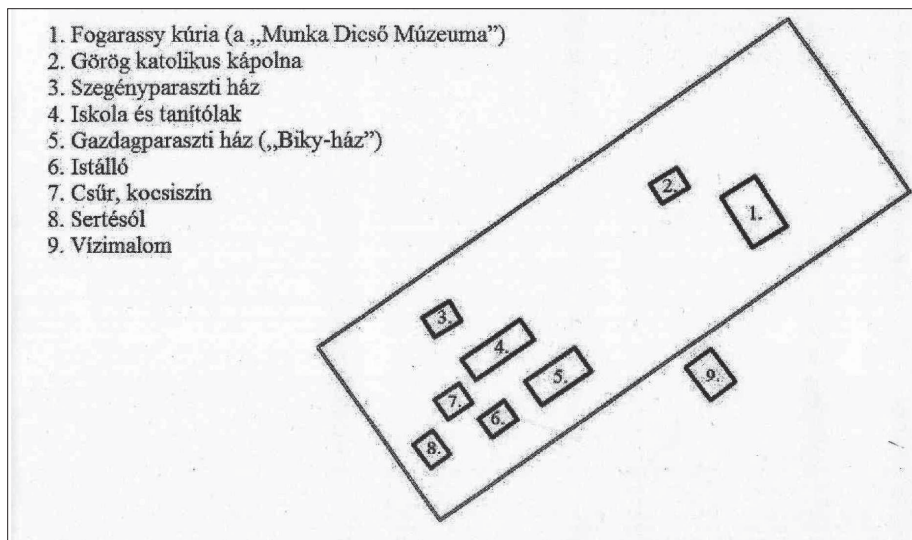 1. Fogarassy kúria (a „Munka Dicső Múzeuma”)
2. Görög katolikus kápolna
3. Szegényparaszti ház
4. Iskola és tanítólak
5. Gazdagparaszti ház („Biky-ház”)
6. Istálló
7. Csűr, kocsiszín
8. Sertésól
9. Vízimalom
2.
1.
3.
4.
5.
9.
7.
6.
8.